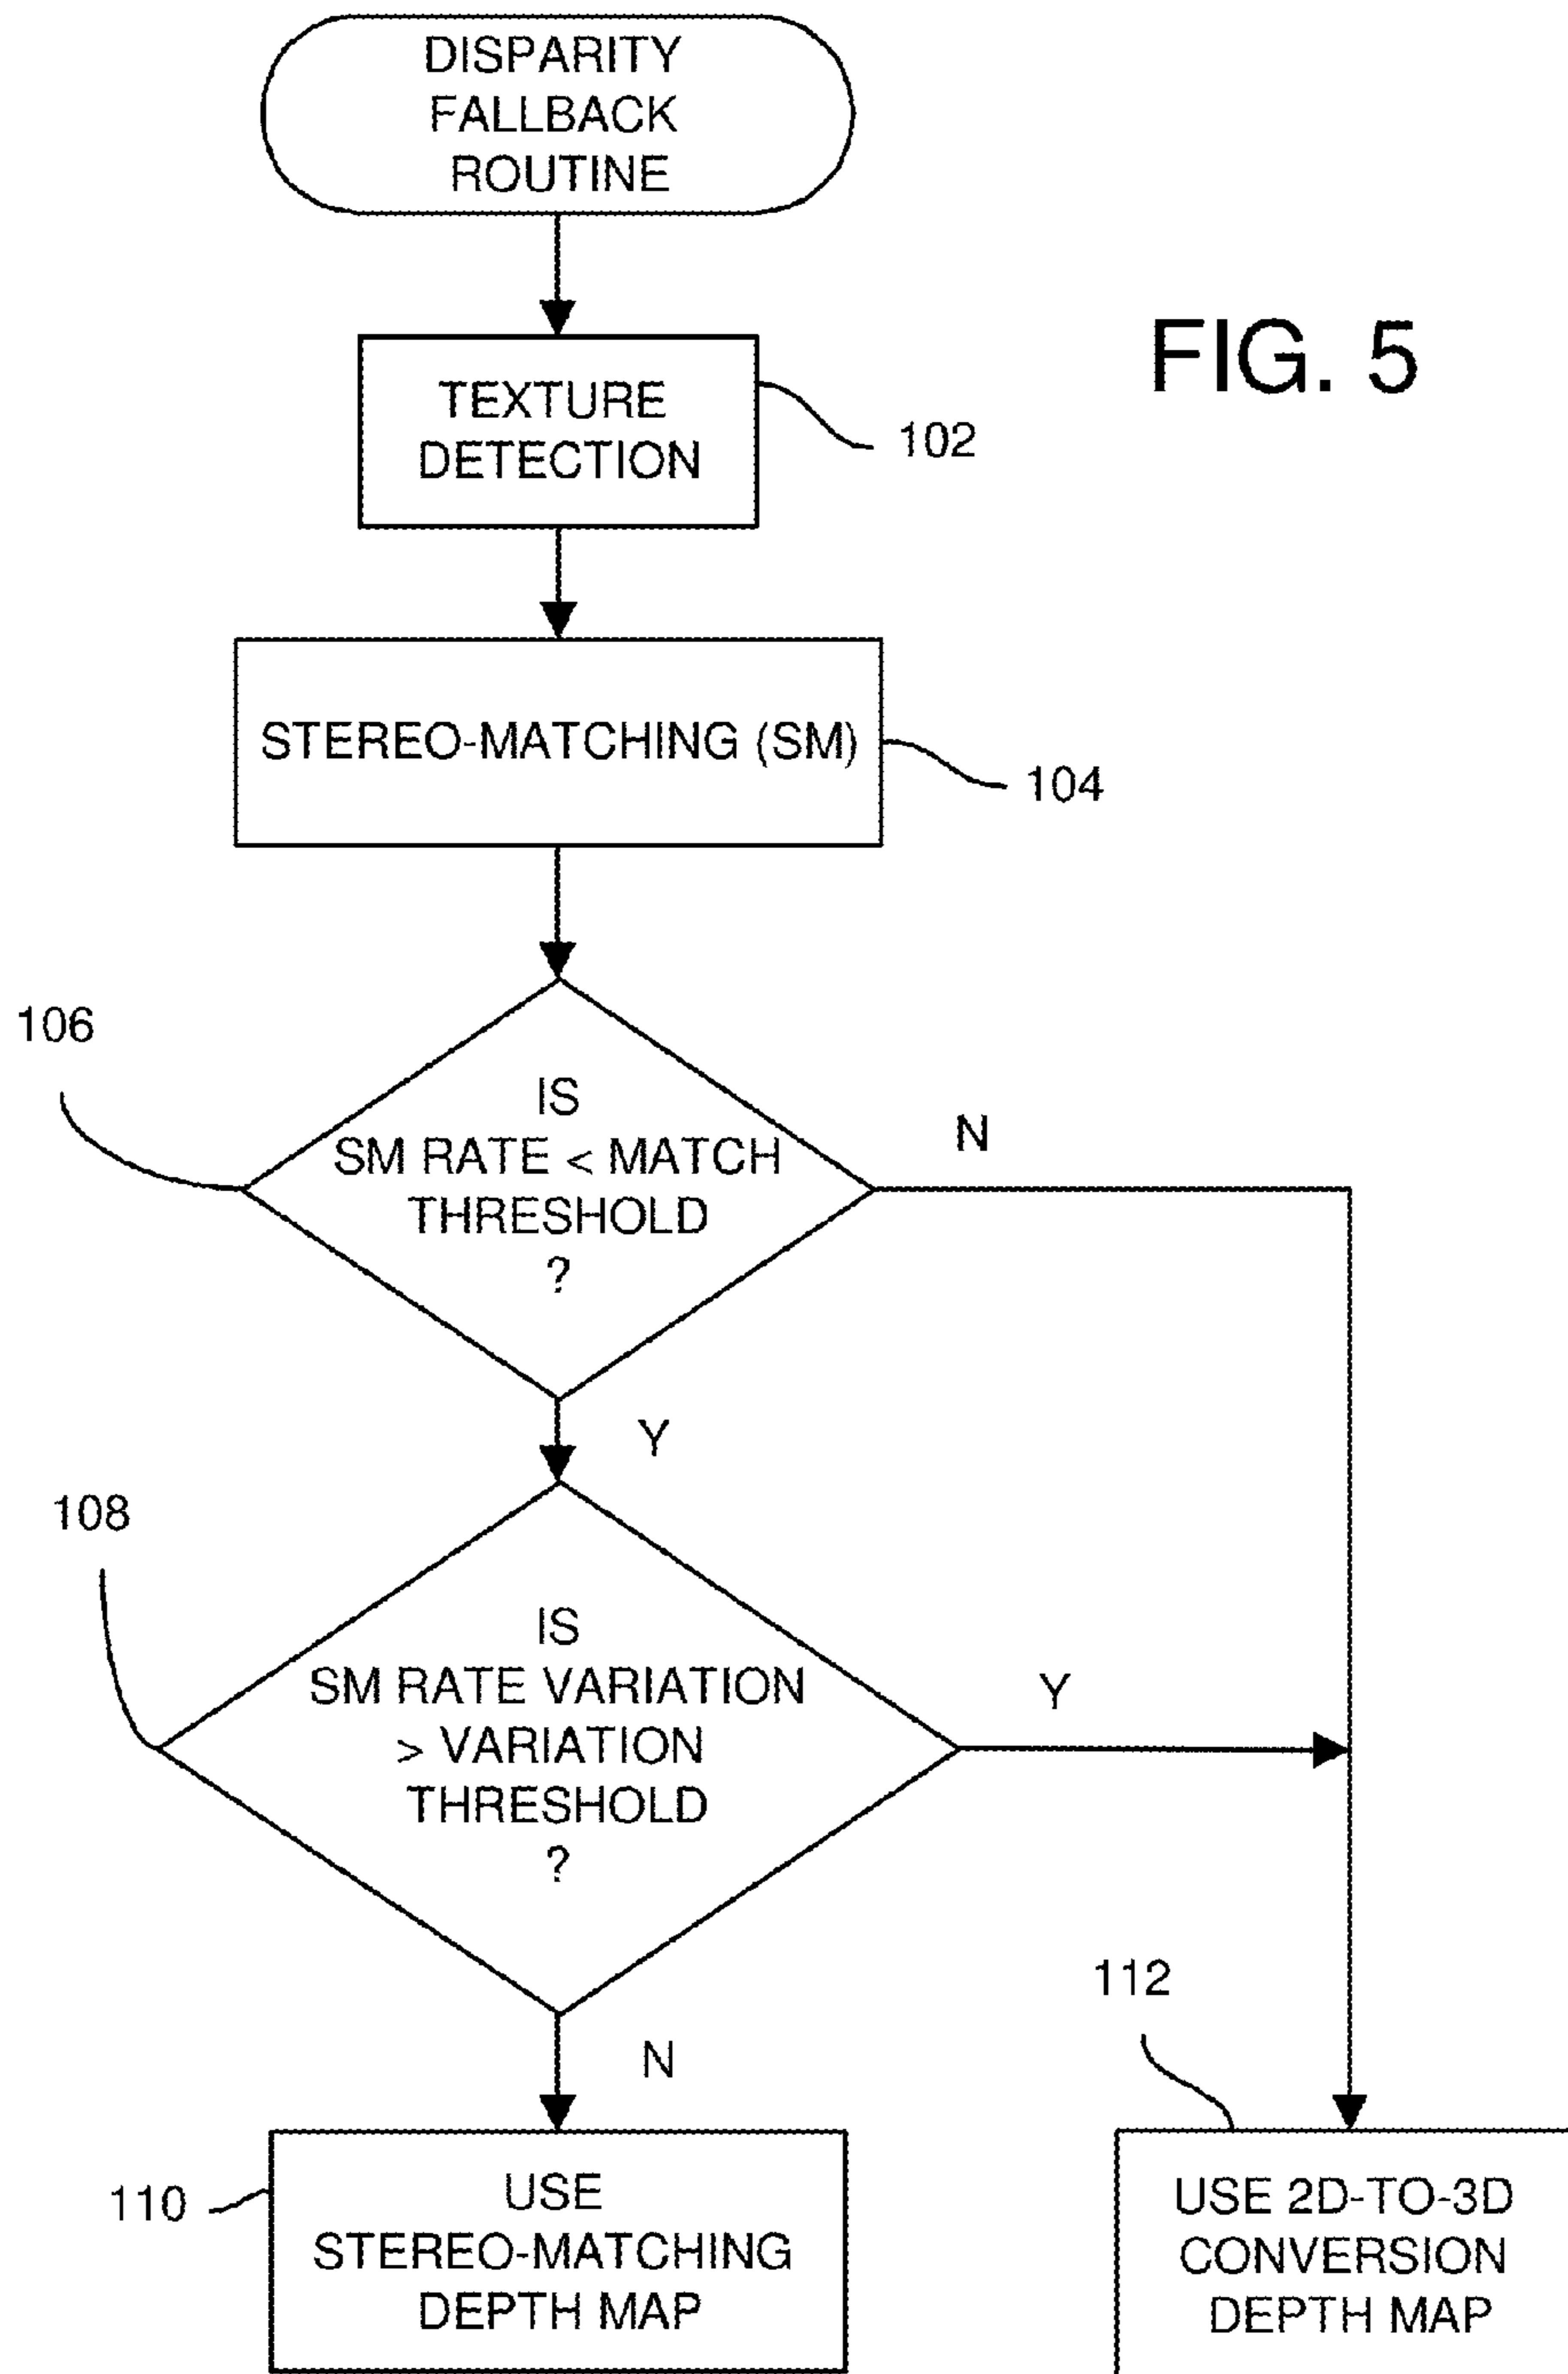 DISPARITY
FALLBACK
ROUTINE
FIG. 5
TEXTURE
DETECTION
102
STEREO-MATCHING (SM)
104
106
IS
SM RATE < MATCH
THRESHOLD
?
N
Y
108
IS
SM RATE VARIATION
> VARIATION
THRESHOLD
?
Y
N
112
110
USE
STEREO-MATCHING
DEPTH MAP
USE 2D-TO-3D
CONVERSION
DEPTH MAP